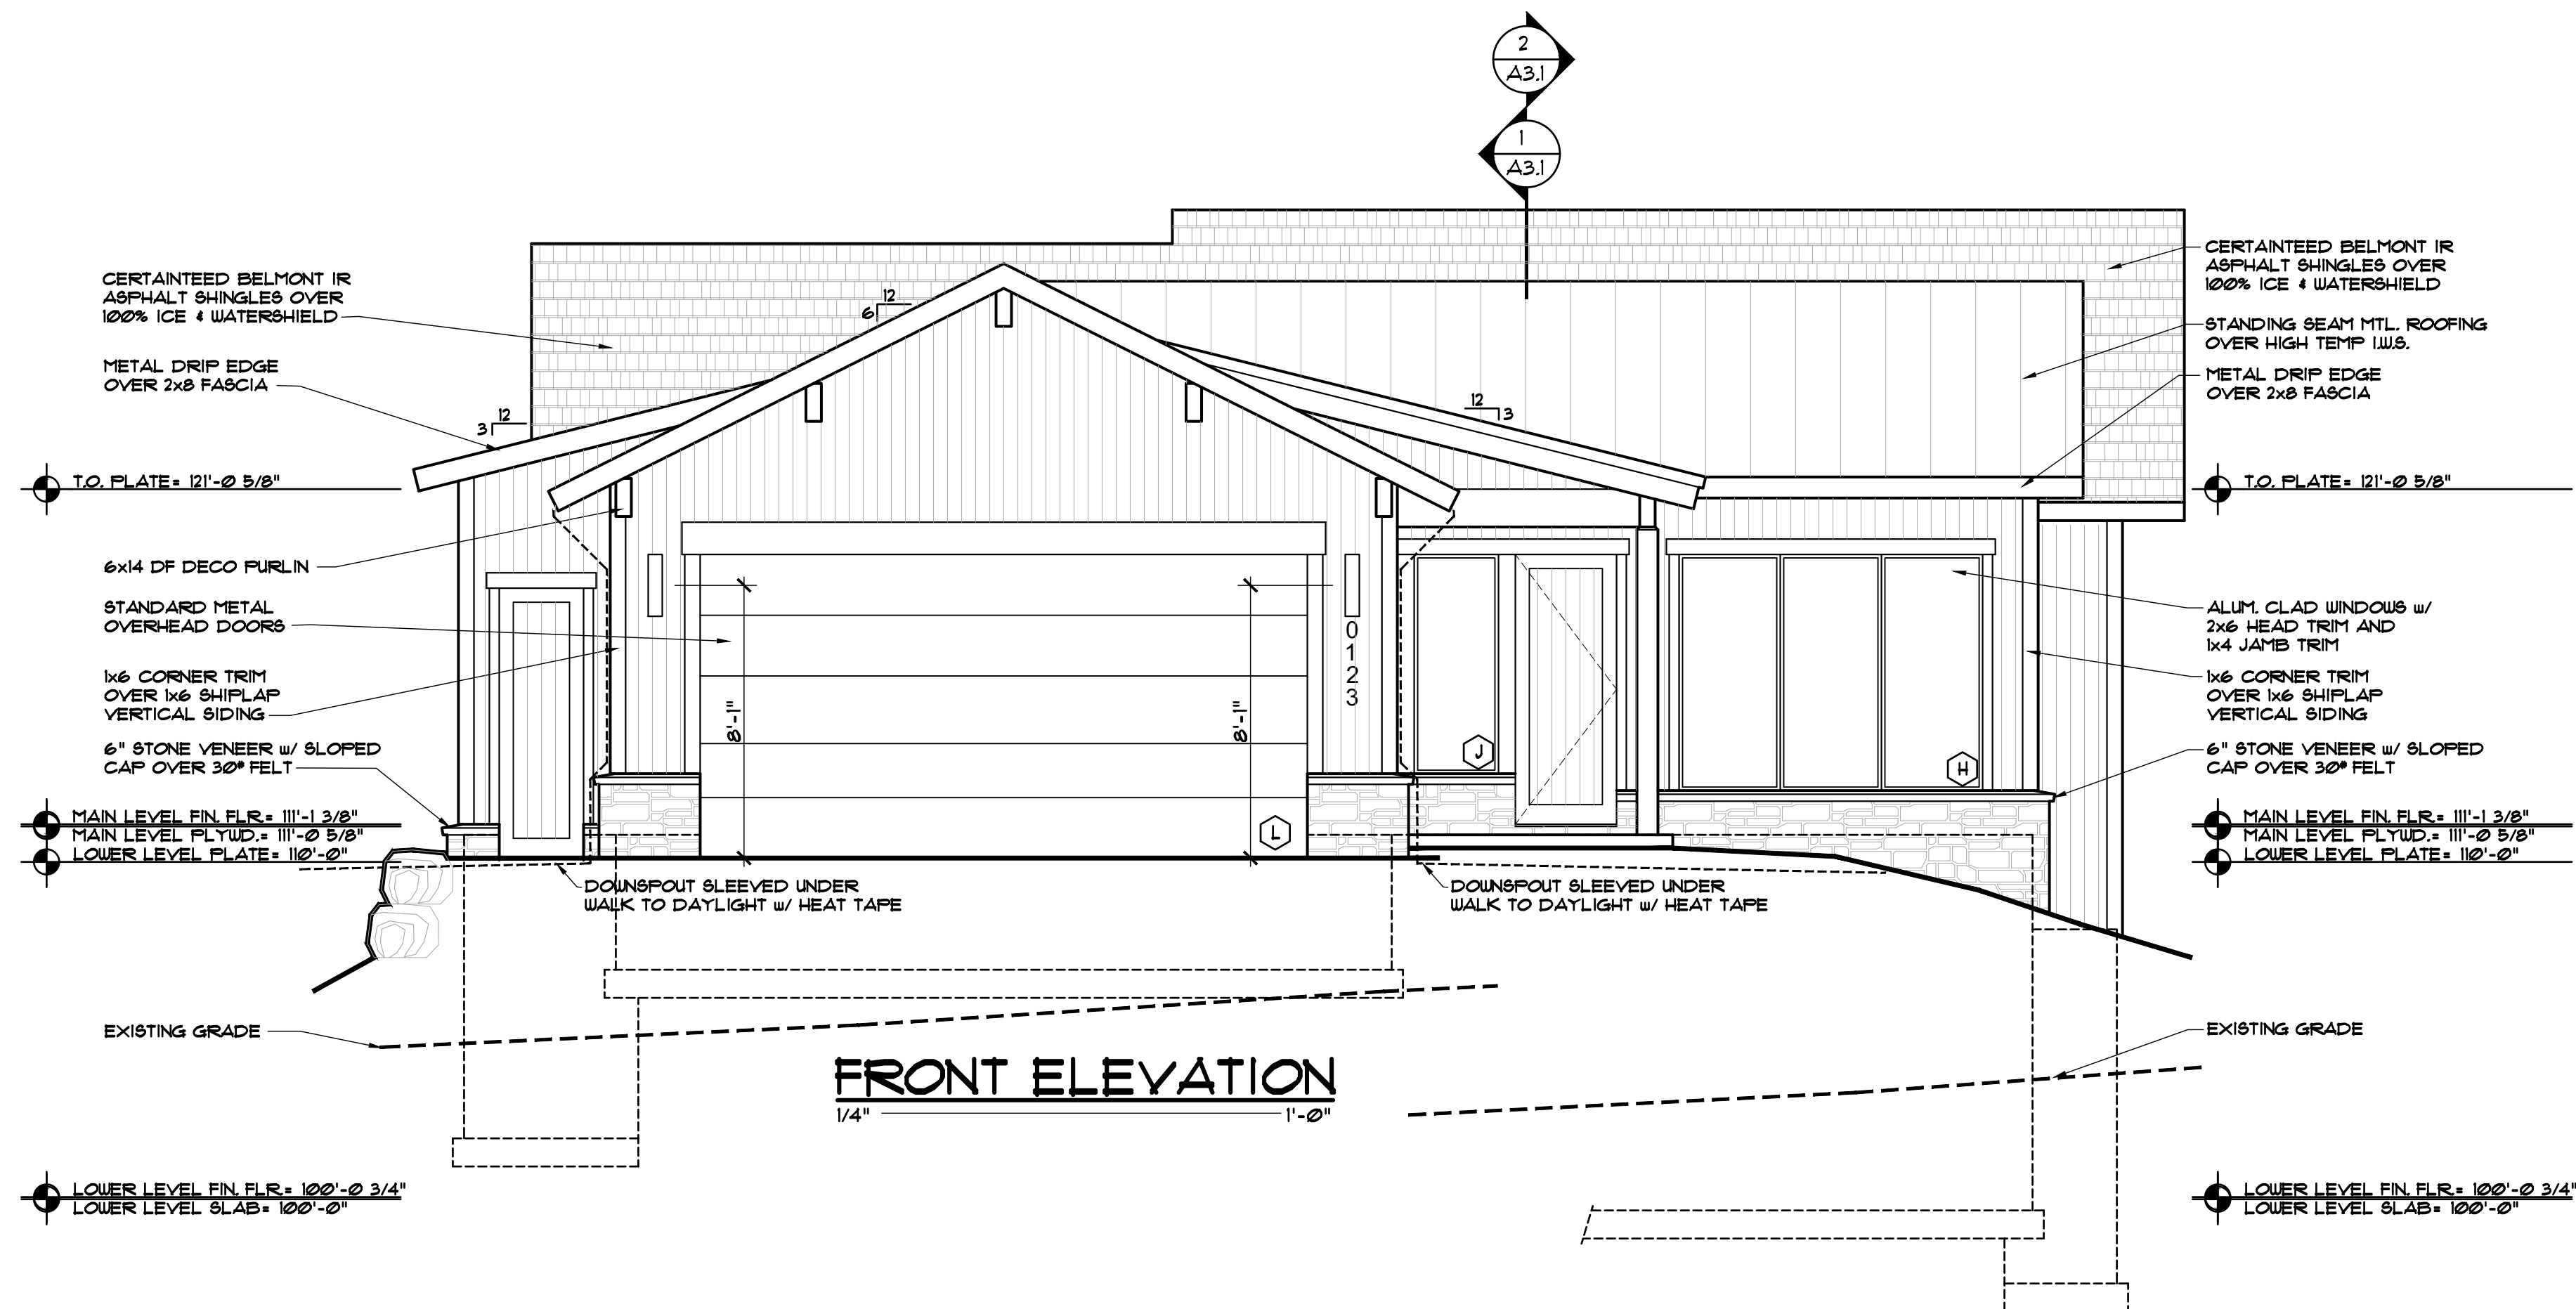 2
A3.1
1
A3.1
CERTAINTEED BELMONT IR
ASPHALT SHINGLES OVER
100% ICE & WATERSHIELD
METAL DRIP EDGE
OVER 2x8 FASCIA
T.O. PLATE= 121'-0 5/8"
6x14 DF DECO PURLIN
STANDARD METAL
OVERHEAD DOORS
1x6 CORNER TRIM
OVER 1x6 SHIPLAP
VERTICAL SIDING
6" STONE VENEER w/ SLOPED
CAP OVER 30# FELT
MAIN LEVEL FIN. FLR.= 111'-1 3/8"
MAIN LEVEL PLYWD.= 111'-0 5/8"
LOWER LEVEL PLATE= 110'-0"
EXISTING GRADE
LOWER LEVEL FIN. FLR.= 100'-0 3/4"
LOWER LEVEL SLAB= 100'-0"
12
6
12
3
12
3
8'-1"
8'-1"
0
1
2
3
J
H
L
DOWNSPOUT SLEEVED UNDER
WALK TO DAYLIGHT w/ HEAT TAPE
DOWNSPOUT SLEEVED UNDER
WALK TO DAYLIGHT w/ HEAT TAPE
FRONT ELEVATION
1/4" 1'-0"
CERTAINTEED BELMONT IR
ASPHALT SHINGLES OVER
100% ICE & WATERSHIELD
STANDING SEAM MTL. ROOFING
OVER HIGH TEMP I.W.S.
METAL DRIP EDGE
OVER 2x8 FASCIA
T.O. PLATE= 121'-0 5/8"
ALUM. CLAD WINDOWS w/
2x6 HEAD TRIM AND
1x4 JAMB TRIM
1x6 CORNER TRIM
OVER 1x6 SHIPLAP
VERTICAL SIDING
6" STONE VENEER w/ SLOPED
CAP OVER 30# FELT
MAIN LEVEL FIN. FLR.= 111'-1 3/8"
MAIN LEVEL PLYWD.= 111'-0 5/8"
LOWER LEVEL PLATE= 110'-0"
EXISTING GRADE
LOWER LEVEL FIN. FLR.= 100'-0 3/4"
LOWER LEVEL SLAB= 100'-0"